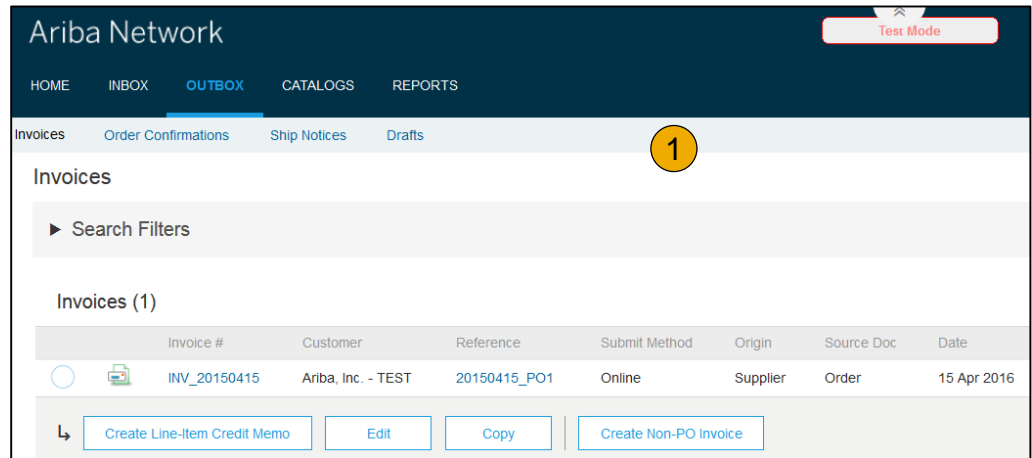 Ariba Network
Test Mode
HOME INBOX OUTBOX CATALOGS REPORTS
Invoices Order Confirmations Ship Notices Drafts
1
Invoices
Search Filters
Invoices (1)
Invoice # Customer Reference Submit Method Origin Source Doc Date
INV_20150415 Ariba, Inc. - TEST 20150415_PO1 Online Supplier Order 15 Apr 2016
Create Line-Item Credit Memo Edit Copy Create Non-PO Invoice